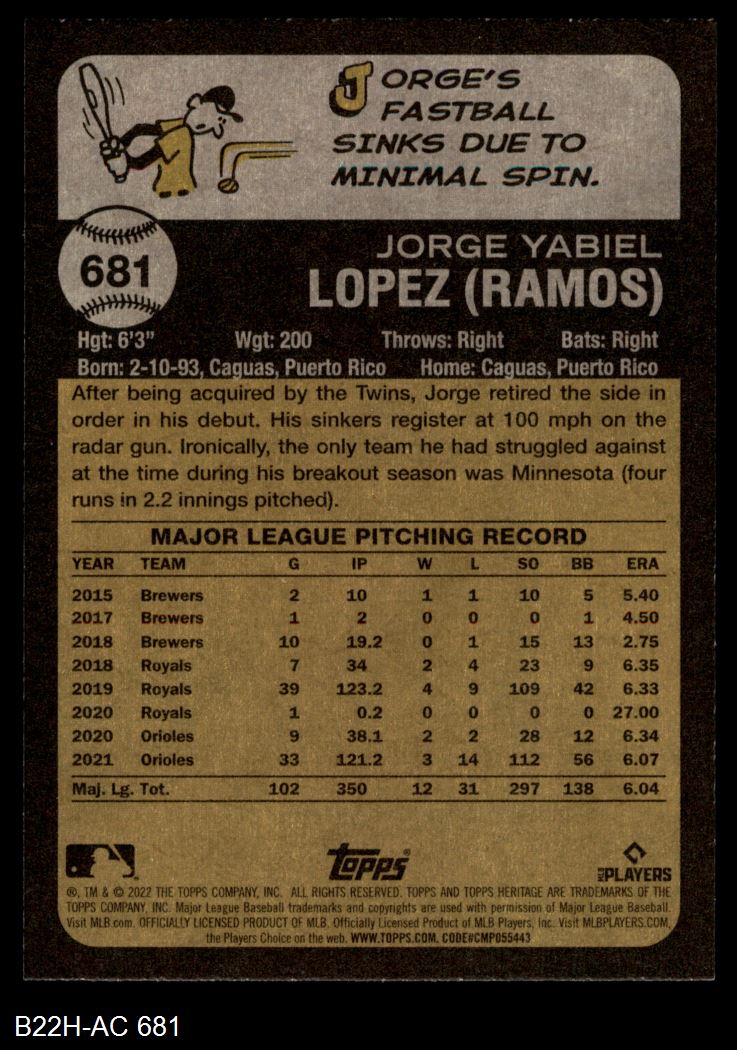 JORGE'S
FASTBALL
SINKS DUE TO
MINIMAL SPIN.
681
JORGE YABIEL
LOPEZ (RAMOS)
Hgt: 6'3" Wgt: 200 Throws: Right Bats: Right
Born: 2-10-93, Caguas, Puerto Rico Home: Caguas, Puerto Rico
After being acquired by the Twins, Jorge retired the side in
order in his debut. His sinkers register at 100 mph on the
radar gun. Ironically, the only team he had struggled against
at the time during his breakout season was Minnesota (four
runs in 2.2 innings pitched).
MAJOR LEAGUE PITCHING RECORD
YEAR TEAM G IP W L SO BB ERA
2015 Brewers 2 10 1 1 10 5 5.40
2017 Brewers 1 2 0 0 0 1 4.50
2018 Brewers 10 19.2 0 1 15 13 2.75
2018 Royals 7 34 2 4 23 9 6.35
2019 Royals 39 123.2 4 9 109 42 6.33
2020 Royals 1 0.2 0 0 0 0 27.00
2020 Orioles 9 38.1 2 2 28 12 6.34
2021 Orioles 33 121.2 3 14 112 56 6.07
Maj. Lg. Tot. 102 350 12 31 297 138 6.04
Topps® MLB PLAYERS
®, TM & © 2022 THE TOPPS COMPANY, INC. ALL RIGHTS RESERVED. TOPPS AND TOPPS HERITAGE ARE TRADEMARKS OF THE
TOPPS COMPANY, INC. Major League Baseball trademarks and copyrights are used with permission of Major League Baseball.
Visit MLB.com. OFFICIALLY LICENSED PRODUCT OF MLB. Officially Licensed Product of MLB Players, Inc. Visit MLBPLAYERS.COM,
the Players Choice on the web. WWW.TOPPS.COM. CODE#CMP055443
B22H-AC 681